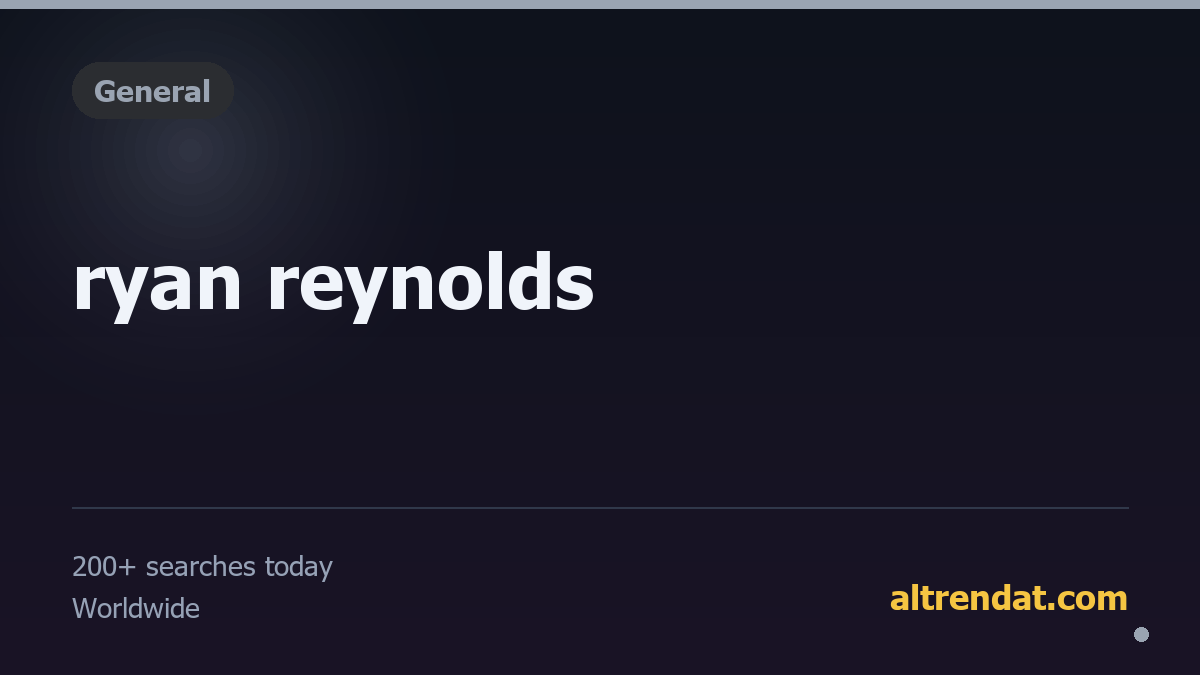 General
ryan reynolds
200+ searches today
Worldwide
altrendat.com